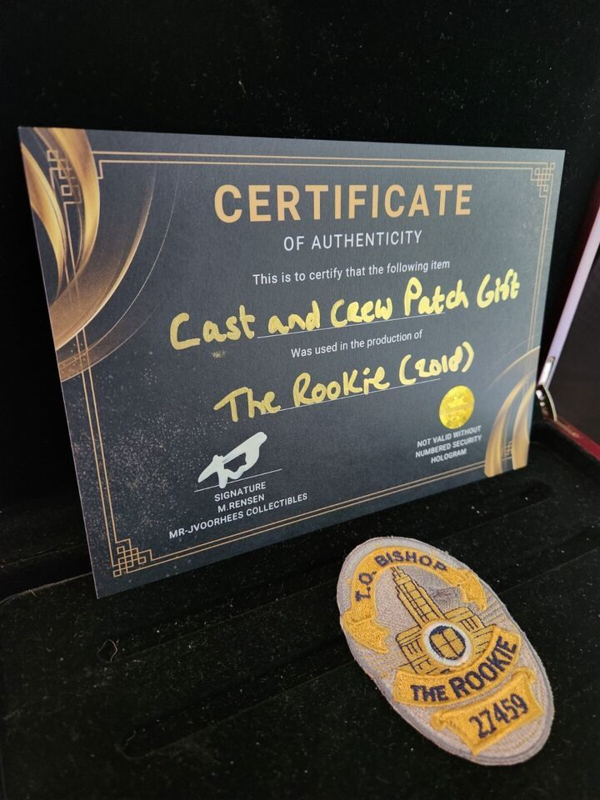 CERTIFICATE
OF AUTHENTICITY
This is to certify that the following item
Cast and crew Patch Gift
Was used in the production of
The Rookie (2018)
SIGNATURE
M.RENSEN
MR-JVOORHEES COLLECTIBLES
NOT VALID WITHOUT
NUMBERED SECURITY
HOLOGRAM
T.Q. BISHOP
THE ROOKIE
27459